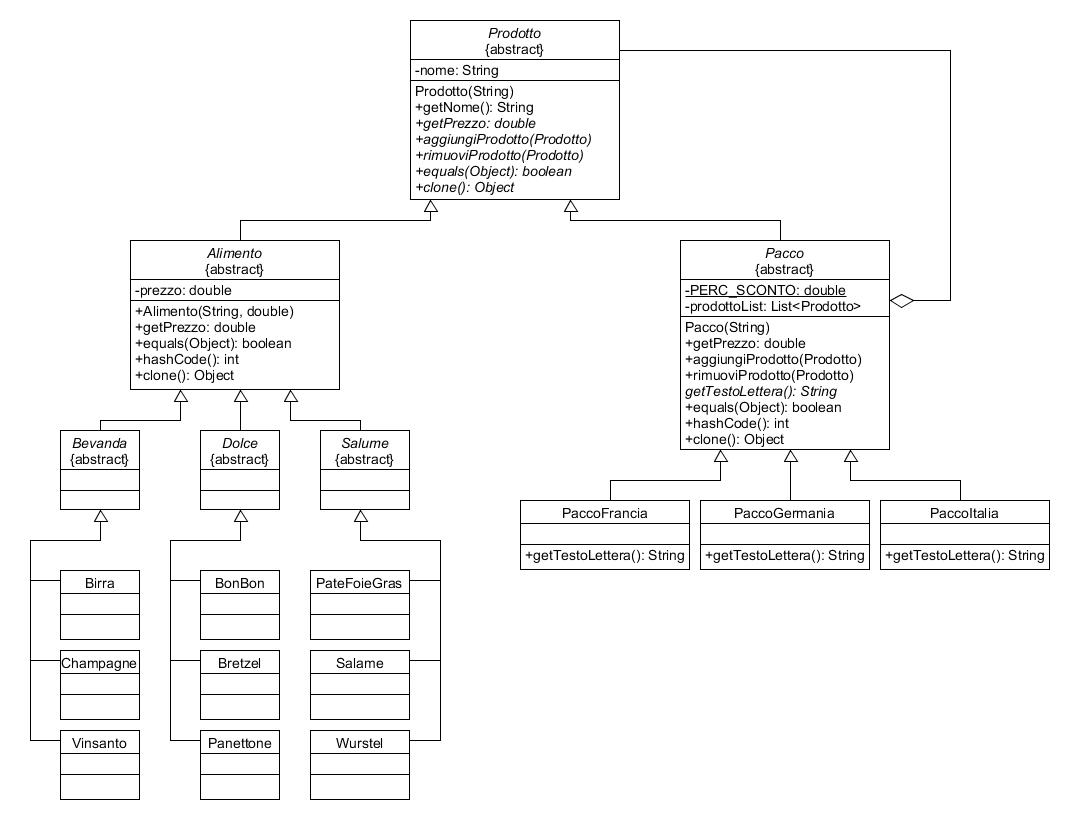 Prodotto
{abstract}
-nome: String
Prodotto(String)
+getNome(): String
+getPrezzo: double
+aggiungiProdotto(Prodotto)
+rimuoviProdotto(Prodotto)
+equals(Object): boolean
+clone(): Object
Alimento
{abstract}
-prezzo: double
+Alimento(String, double)
+getPrezzo: double
+equals(Object): boolean
+hashCode(): int
+clone(): Object
Pacco
{abstract}
-PERC_SCONTO: double
-prodottoList: List<Prodotto>
Pacco(String)
+getPrezzo: double
+aggiungiProdotto(Prodotto)
+rimuoviProdotto(Prodotto)
getTestoLettera(): String
+equals(Object): boolean
+hashCode(): int
+clone(): Object
Bevanda
{abstract}
Dolce
{abstract}
Salume
{abstract}
PaccoFrancia
+getTestoLettera(): String
PaccoGermania
+getTestoLettera(): String
PaccoItalia
+getTestoLettera(): String
Birra
BonBon
PateFoieGras
Champagne
Bretzel
Salame
Vinsanto
Panettone
Wurstel